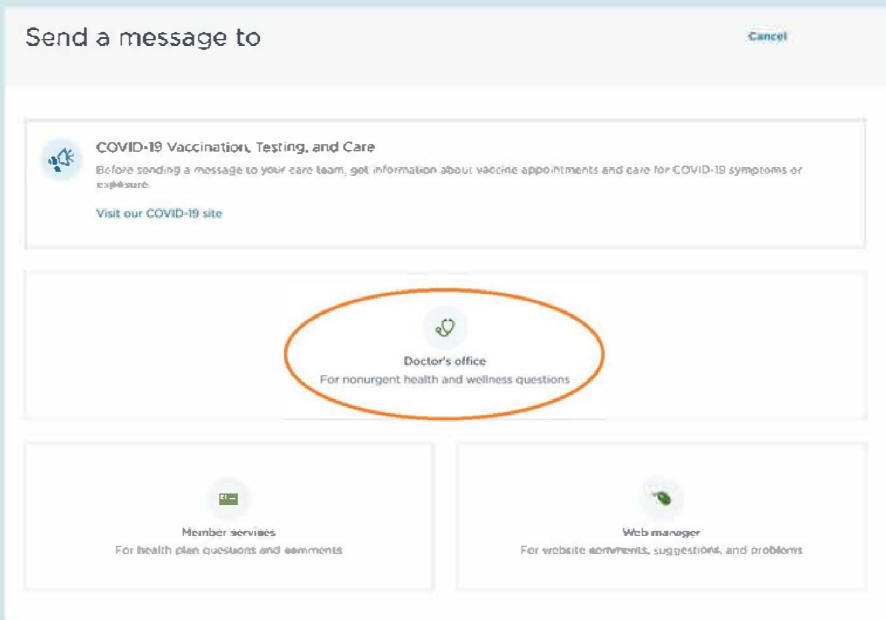 Send a message to
Cancel
COVID-19 Vaccination, Testing, and Care
Before sending a message to your care team, get information about vaccine appointments and care for COVID-19 symptoms or
exposure.
Visit our COVID-19 site
Doctor's office
For nonurgent health and wellness questions
Member services
For health plan questions and comments
Web manager
For website comments, suggestions, and problems